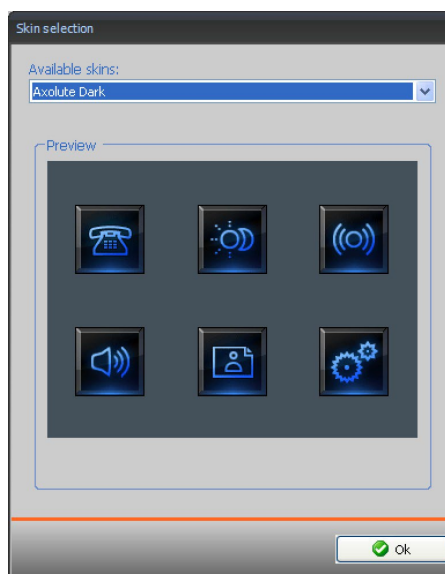 Skin selection
Available skins:
Axolute Dark
Preview
Ok